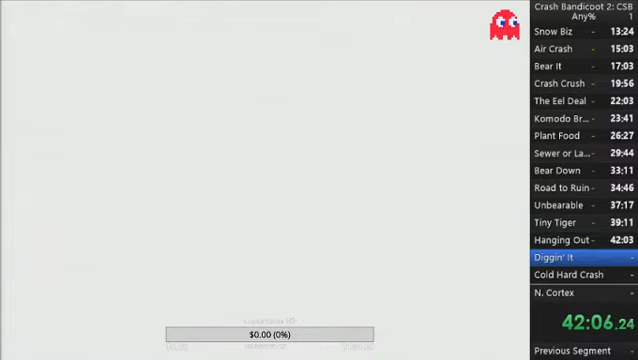 Crash Bandicoot 2: CSB
Any% 1
Snow Biz - 13:24
Air Crash - 15:03
Bear It - 17:03
Crash Crush - 19:56
The Eel Deal - 22:03
Komodo Br... - 23:41
Plant Food - 26:27
Sewer or La... - 29:44
Bear Down - 33:11
Road to Ruin - 34:46
Unbearable - 37:17
Tiny Tiger - 39:11
Hanging Out - 42:03
Diggin' It -
Cold Hard Crash -
N. Cortex -
42:06.24
$0.00 (0%)
Previous Segment -